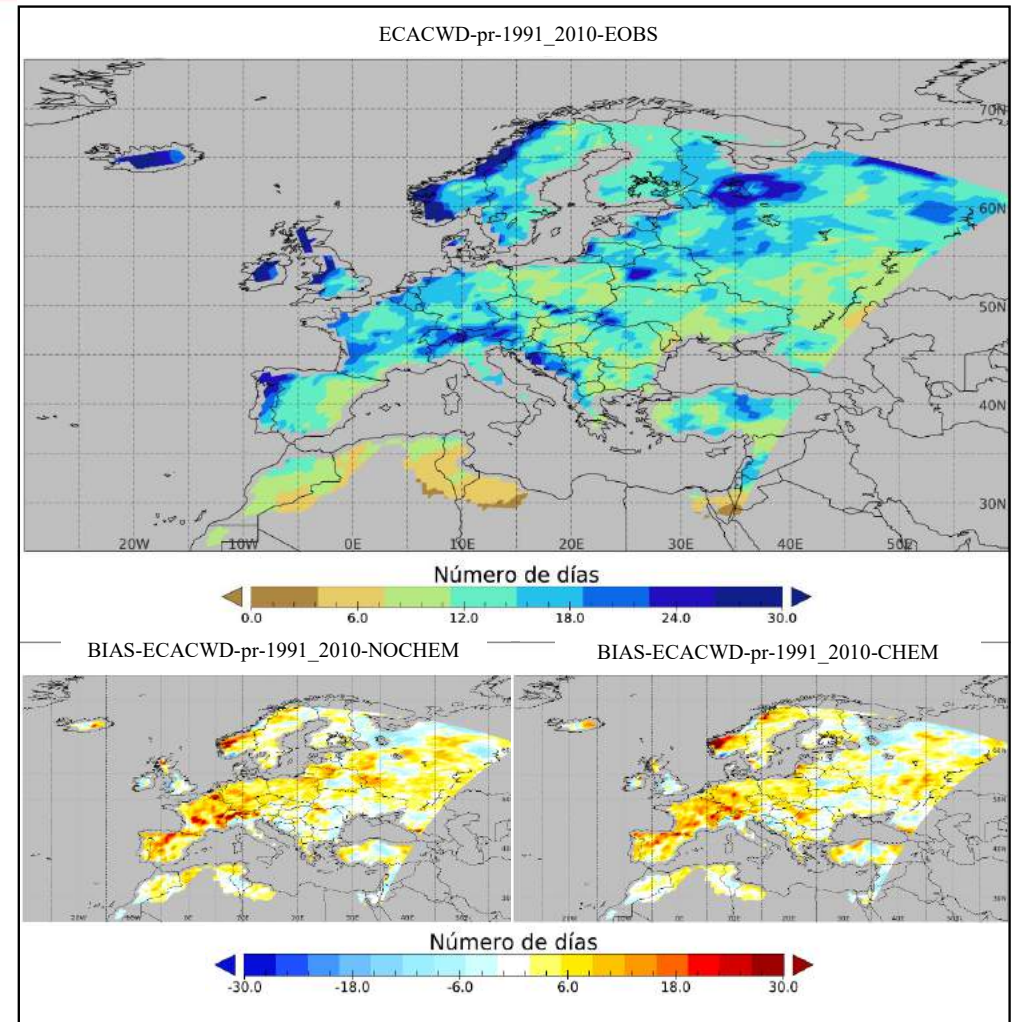 ECACWD-pr-1991_2010-EOBS
70N
60N
50N
40N
30N
20W 10W 0E 10E 20E 30E 40E 50E
Número de días
0.0 6.0 12.0 18.0 24.0 30.0
BIAS-ECACWD-pr-1991_2010-NOCHEM BIAS-ECACWD-pr-1991_2010-CHEM
Número de días
-30.0 -18.0 -6.0 6.0 18.0 30.0